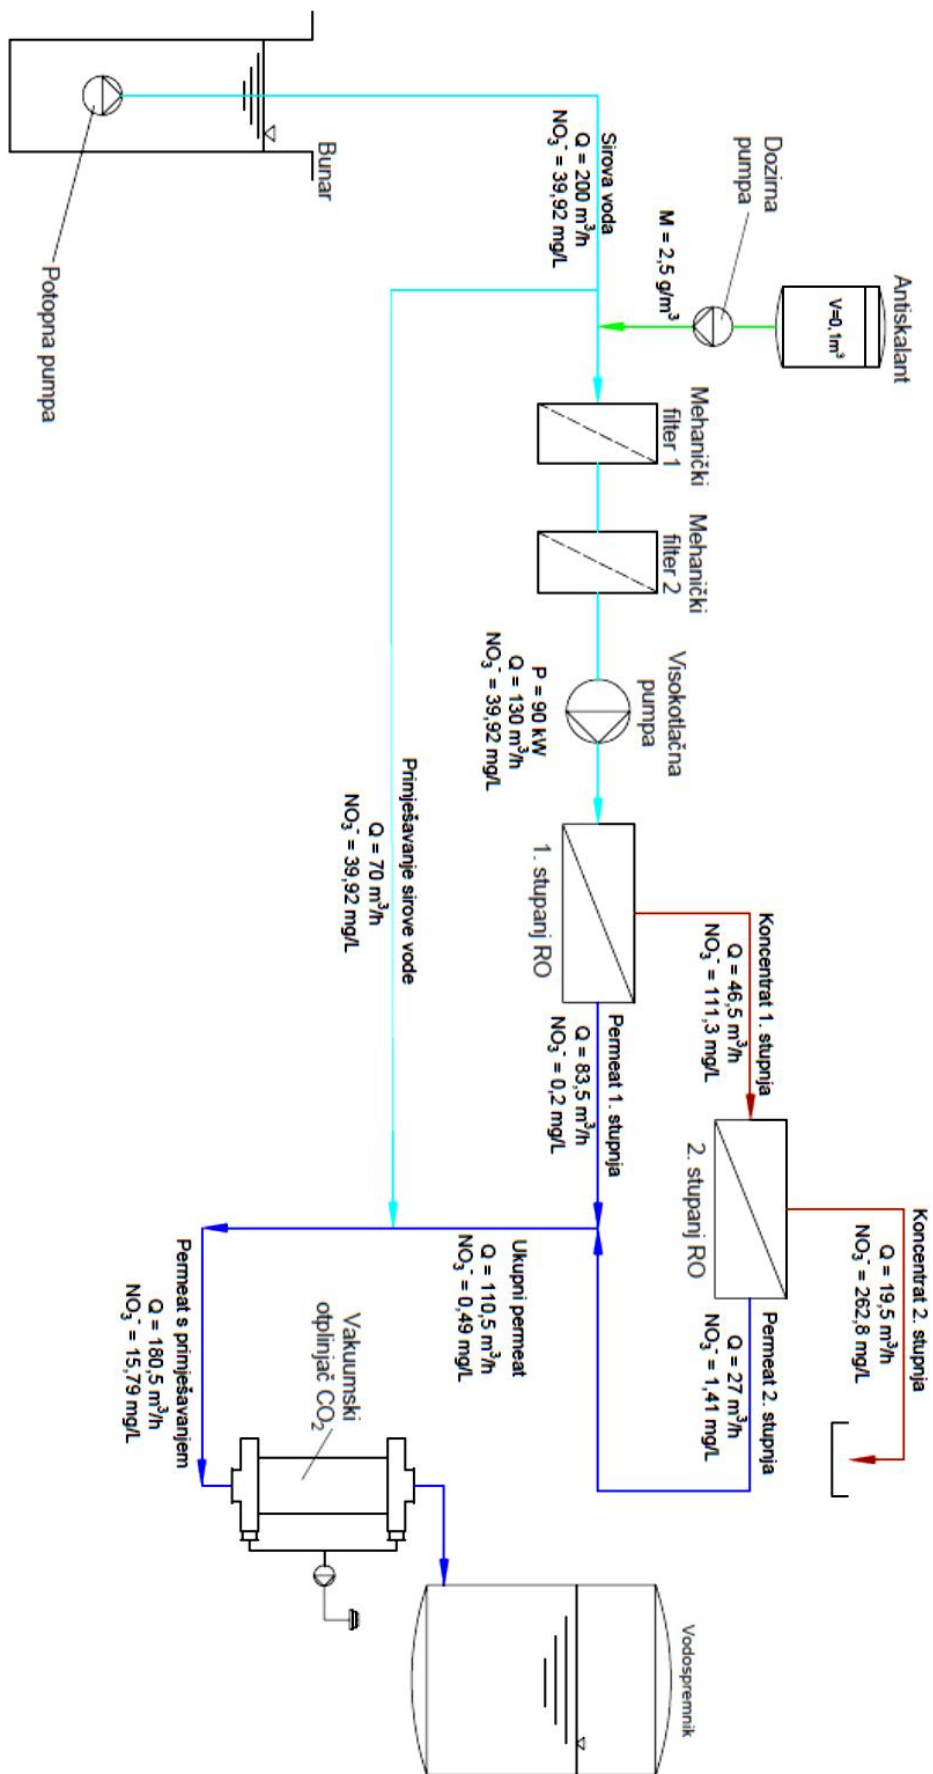 Antiskalant
V=0,1m³
Dozirna
pumpa
M = 2,5 g/m³
Sirova voda
Q = 200 m³/h
NO₃⁻ = 39,92 mg/L
Bunar
Potopna pumpa
Mehanički
filter 1
Mehanički
filter 2
Visokotlačna
pumpa
P = 90 kW
Q = 130 m³/h
NO₃⁻ = 39,92 mg/L
Primješavanje sirove vode
Q = 70 m³/h
NO₃⁻ = 39,92 mg/L
1. stupanj RO
Koncentrat 1. stupnja
Q = 46,5 m³/h
NO₃⁻ = 111,3 mg/L
Permeat 1. stupnja
Q = 83,5 m³/h
NO₃⁻ = 0,2 mg/L
2. stupanj RO
Koncentrat 2. stupnja
Q = 19,5 m³/h
NO₃⁻ = 262,8 mg/L
Permeat 2. stupnja
Q = 27 m³/h
NO₃⁻ = 1,41 mg/L
Ukupni permeat
Q = 110,5 m³/h
NO₃⁻ = 0,49 mg/L
Permeat s primješavanjem
Q = 180,5 m³/h
NO₃⁻ = 15,79 mg/L
Vakuumski
otplinjač CO₂
Vodospremnik